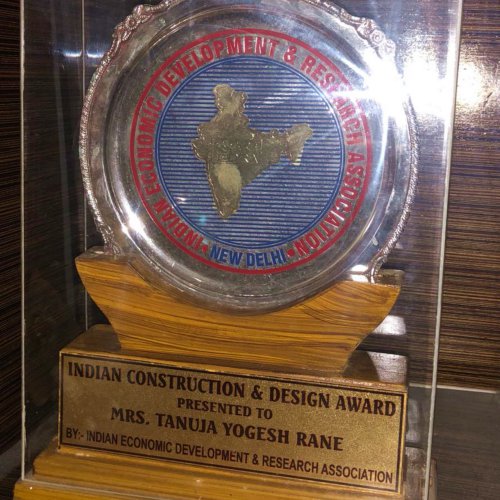 INDIAN ECONOMIC DEVELOPMENT & RESEARCH ASSOCIATION
• NEW DELHI •
INDIAN CONSTRUCTION & DESIGN AWARD
PRESENTED TO
MRS. TANUJA YOGESH RANE
BY:- INDIAN ECONOMIC DEVELOPMENT & RESEARCH ASSOCIATION